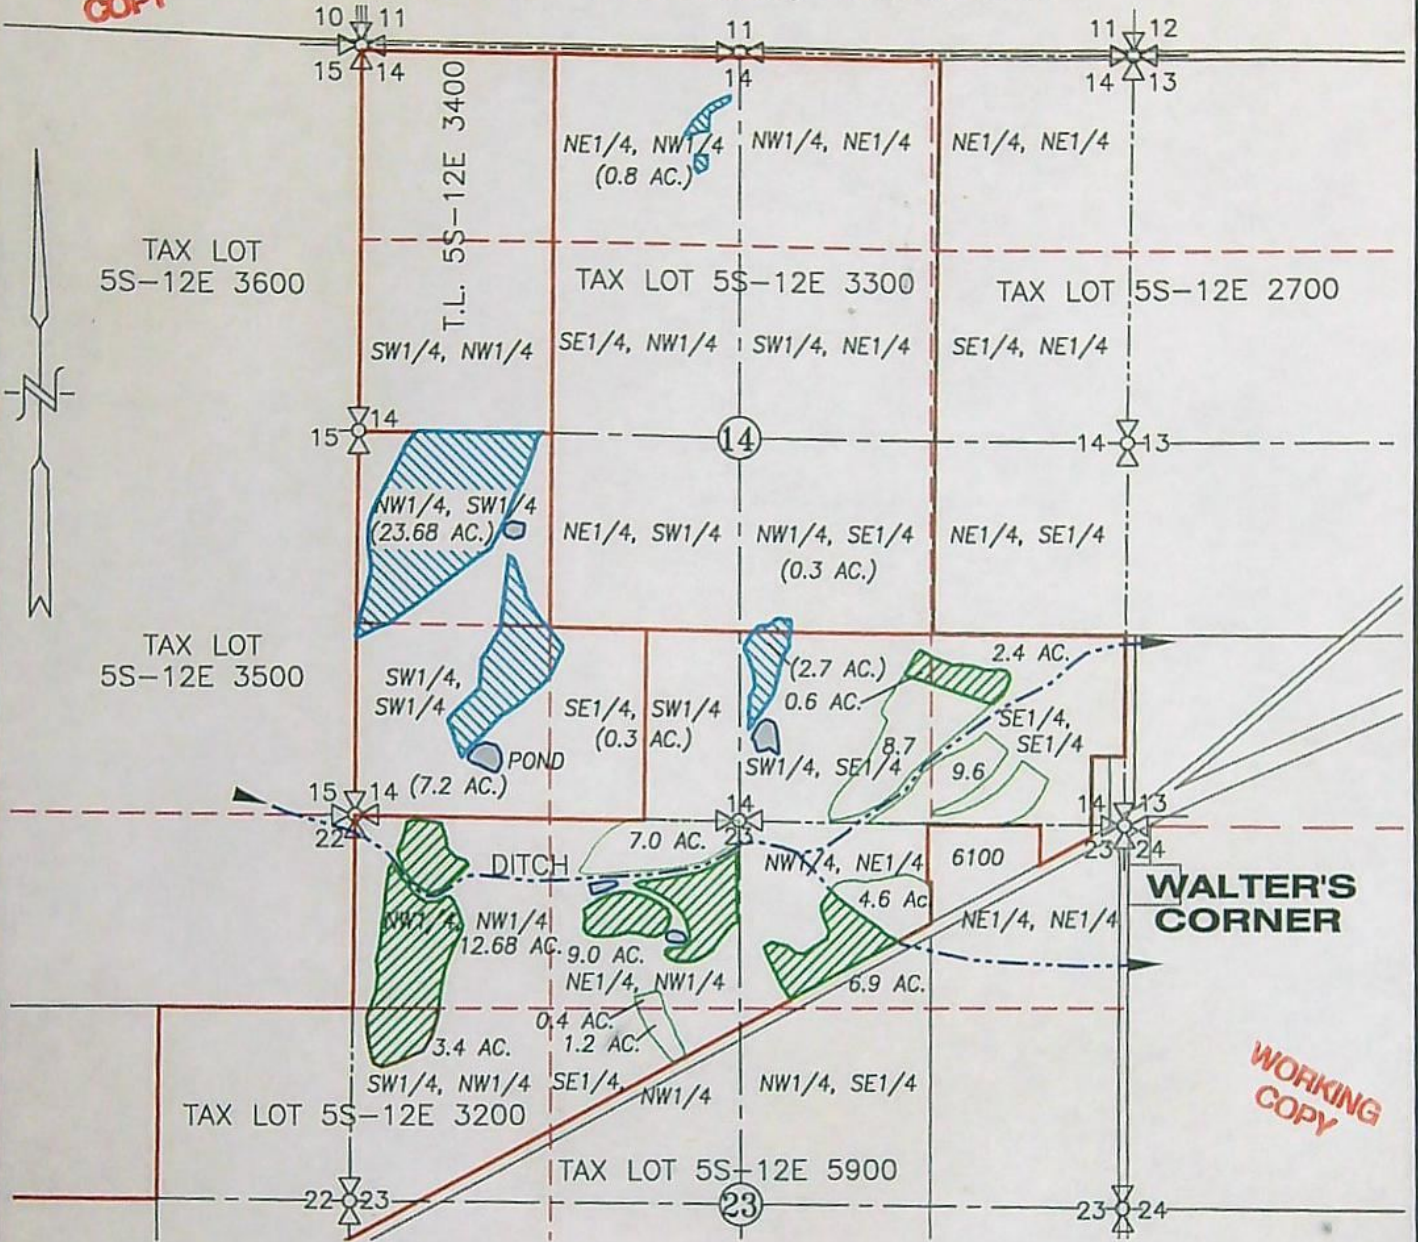 COPY
10 11
11
11 12
15 14
14
14 13
T.L. 5S-12E 3400
NE1/4, NW1/4
(0.8 AC.)
NW1/4, NE1/4
NE1/4, NE1/4
TAX LOT
5S-12E 3600
TAX LOT 5S-12E 3300
TAX LOT 5S-12E 2700
SW1/4, NW1/4
SE1/4, NW1/4
SW1/4, NE1/4
SE1/4, NE1/4
N
15 14
14
14 13
NW1/4, SW1/4
(23.68 AC.)
NE1/4, SW1/4
NW1/4, SE1/4
(0.3 AC.)
NE1/4, SE1/4
TAX LOT
5S-12E 3500
SW1/4,
SW1/4
POND
(7.2 AC.)
SE1/4, SW1/4
(0.3 AC.)
(2.7 AC.)
0.6 AC.
2.4 AC.
SE1/4,
SE1/4
8.7
9.6
SW1/4, SE1/4
15 14
22
14
23
14 13
23 24
DITCH
7.0 AC.
NW1/4, NE1/4
6100
4.6 Ac
WALTER'S
CORNER
NW1/4, NW1/4
12.68 AC.
9.0 AC.
NE1/4, NW1/4
NE1/4, NE1/4
6.9 AC.
0.4 AC.
1.2 AC.
3.4 AC.
SW1/4, NW1/4
SE1/4,
NW1/4
NW1/4, SE1/4
WORKING
COPY
TAX LOT 5S-12E 3200
TAX LOT 5S-12E 5900
22 23
23
23 24